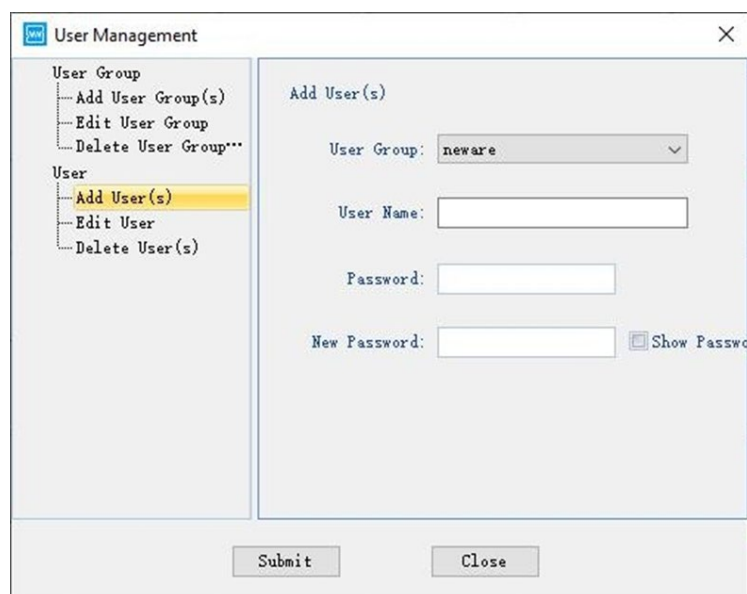 User Management
User Group
Add User Group(s)
Edit User Group
Delete User Group...
User
Add User(s)
Edit User
Delete User(s)
Add User(s)
User Group: neware
User Name:
Password:
New Password:
Show Passwo
Submit
Close